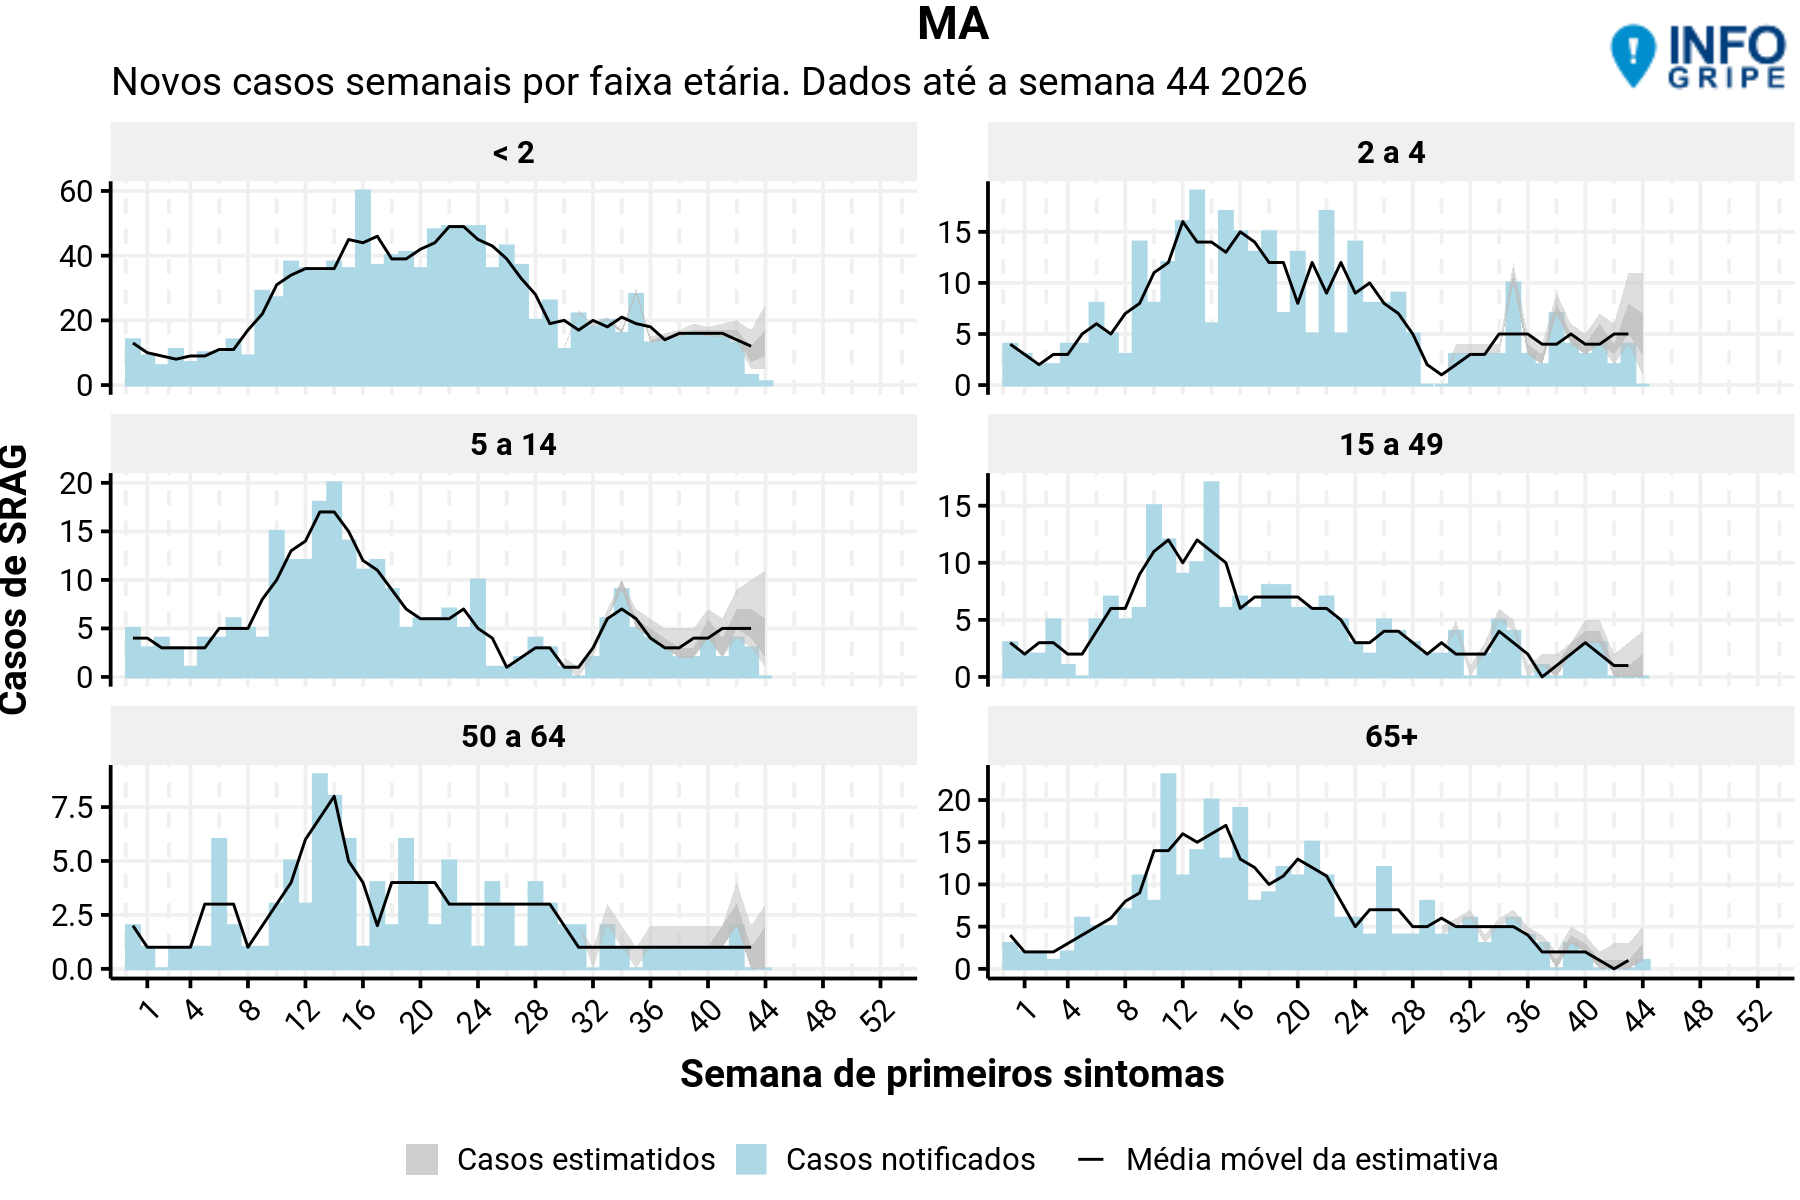 MA
Novos casos semanais por faixa etária. Dados até a semana 44 2026
INFO
GRIPE
< 2
2 a 4
60
40
20
0
15
10
5
0
5 a 14
15 a 49
20
15
10
5
0
15
10
5
0
50 a 64
65+
7.5
5.0
2.5
0.0
20
15
10
5
0
1 4 8 12 16 20 24 28 32 36 40 44 48 52
1 4 8 12 16 20 24 28 32 36 40 44 48 52
Casos de SRAG
Semana de primeiros sintomas
Casos estimatidos
Casos notificados
Média móvel da estimativa